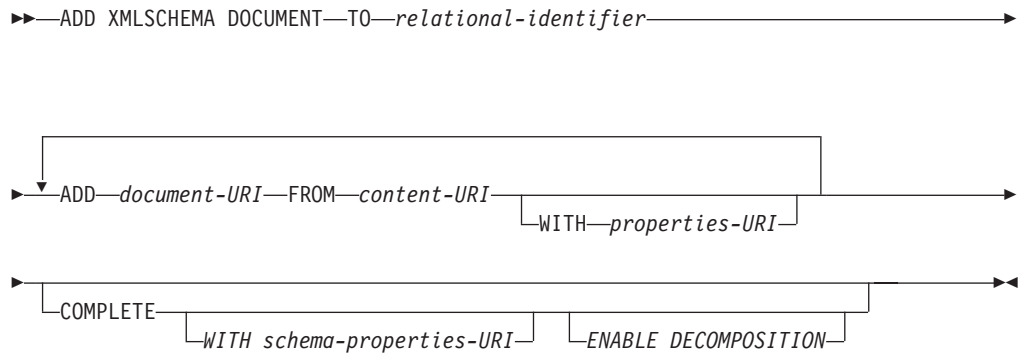 ADD XMLSCHEMA DOCUMENT TO relational-identifier
ADD document-URI FROM content-URI
WITH properties-URI
COMPLETE
WITH schema-properties-URI
ENABLE DECOMPOSITION